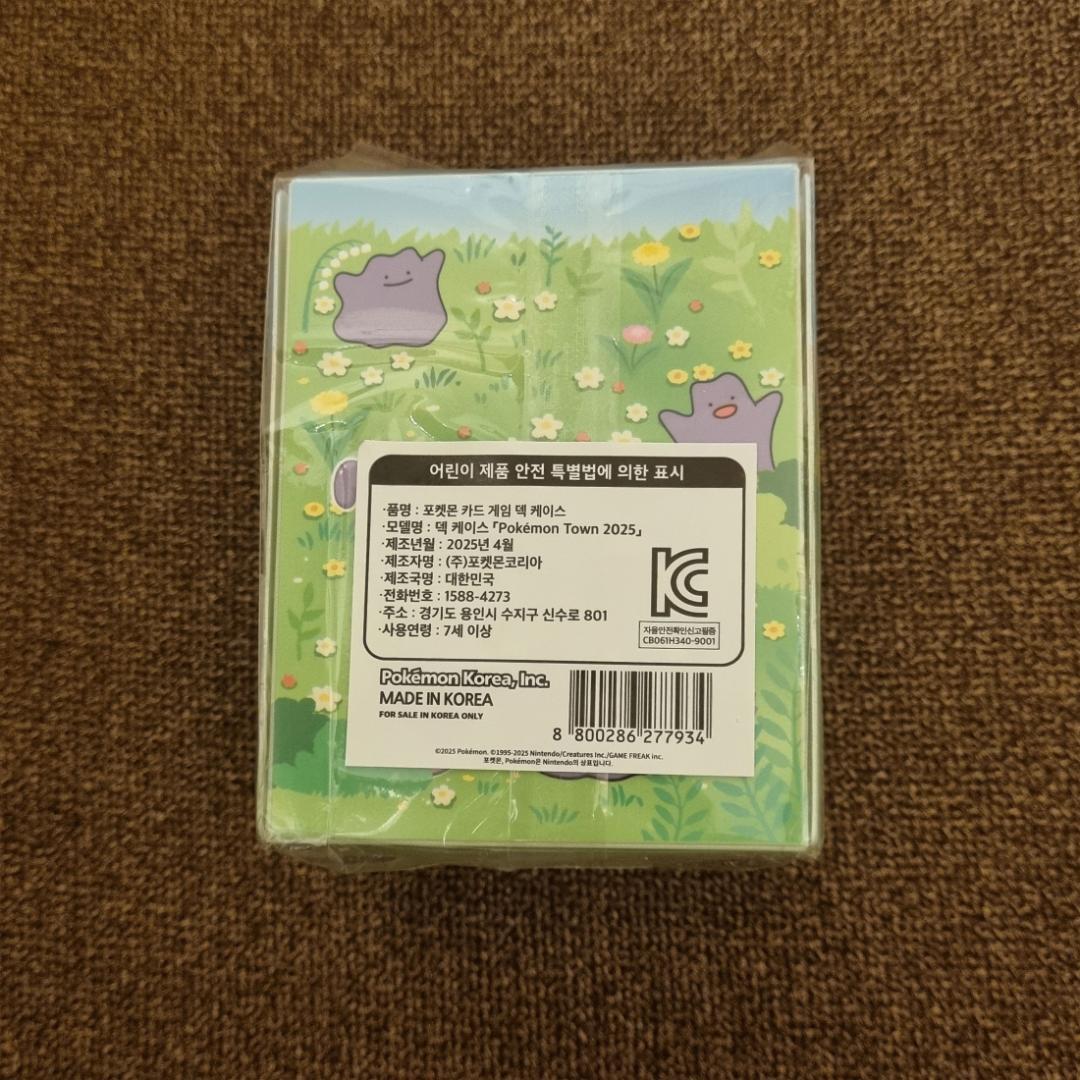 어린이 제품 안전 특별법에 의한 표시
·품명 : 포켓몬 카드 게임 덱 케이스
·모델명 : 덱 케이스 「Pokémon Town 2025」
·제조년월 : 2025년 4월
·제조자명 : (주)포켓몬코리아
·제조국명 : 대한민국
·전화번호 : 1588-4273
·주소 : 경기도 용인시 수지구 신수로 801
·사용연령 : 7세 이상
KC
자율안전확인신고필증
CB061H340-9001
Pokémon Korea, Inc.
MADE IN KOREA
FOR SALE IN KOREA ONLY
8 800286 277934
©2025 Pokémon. ©1995-2025 Nintendo/Creatures Inc./GAME FREAK inc.
포켓몬, Pokémon은 Nintendo의 상표입니다.